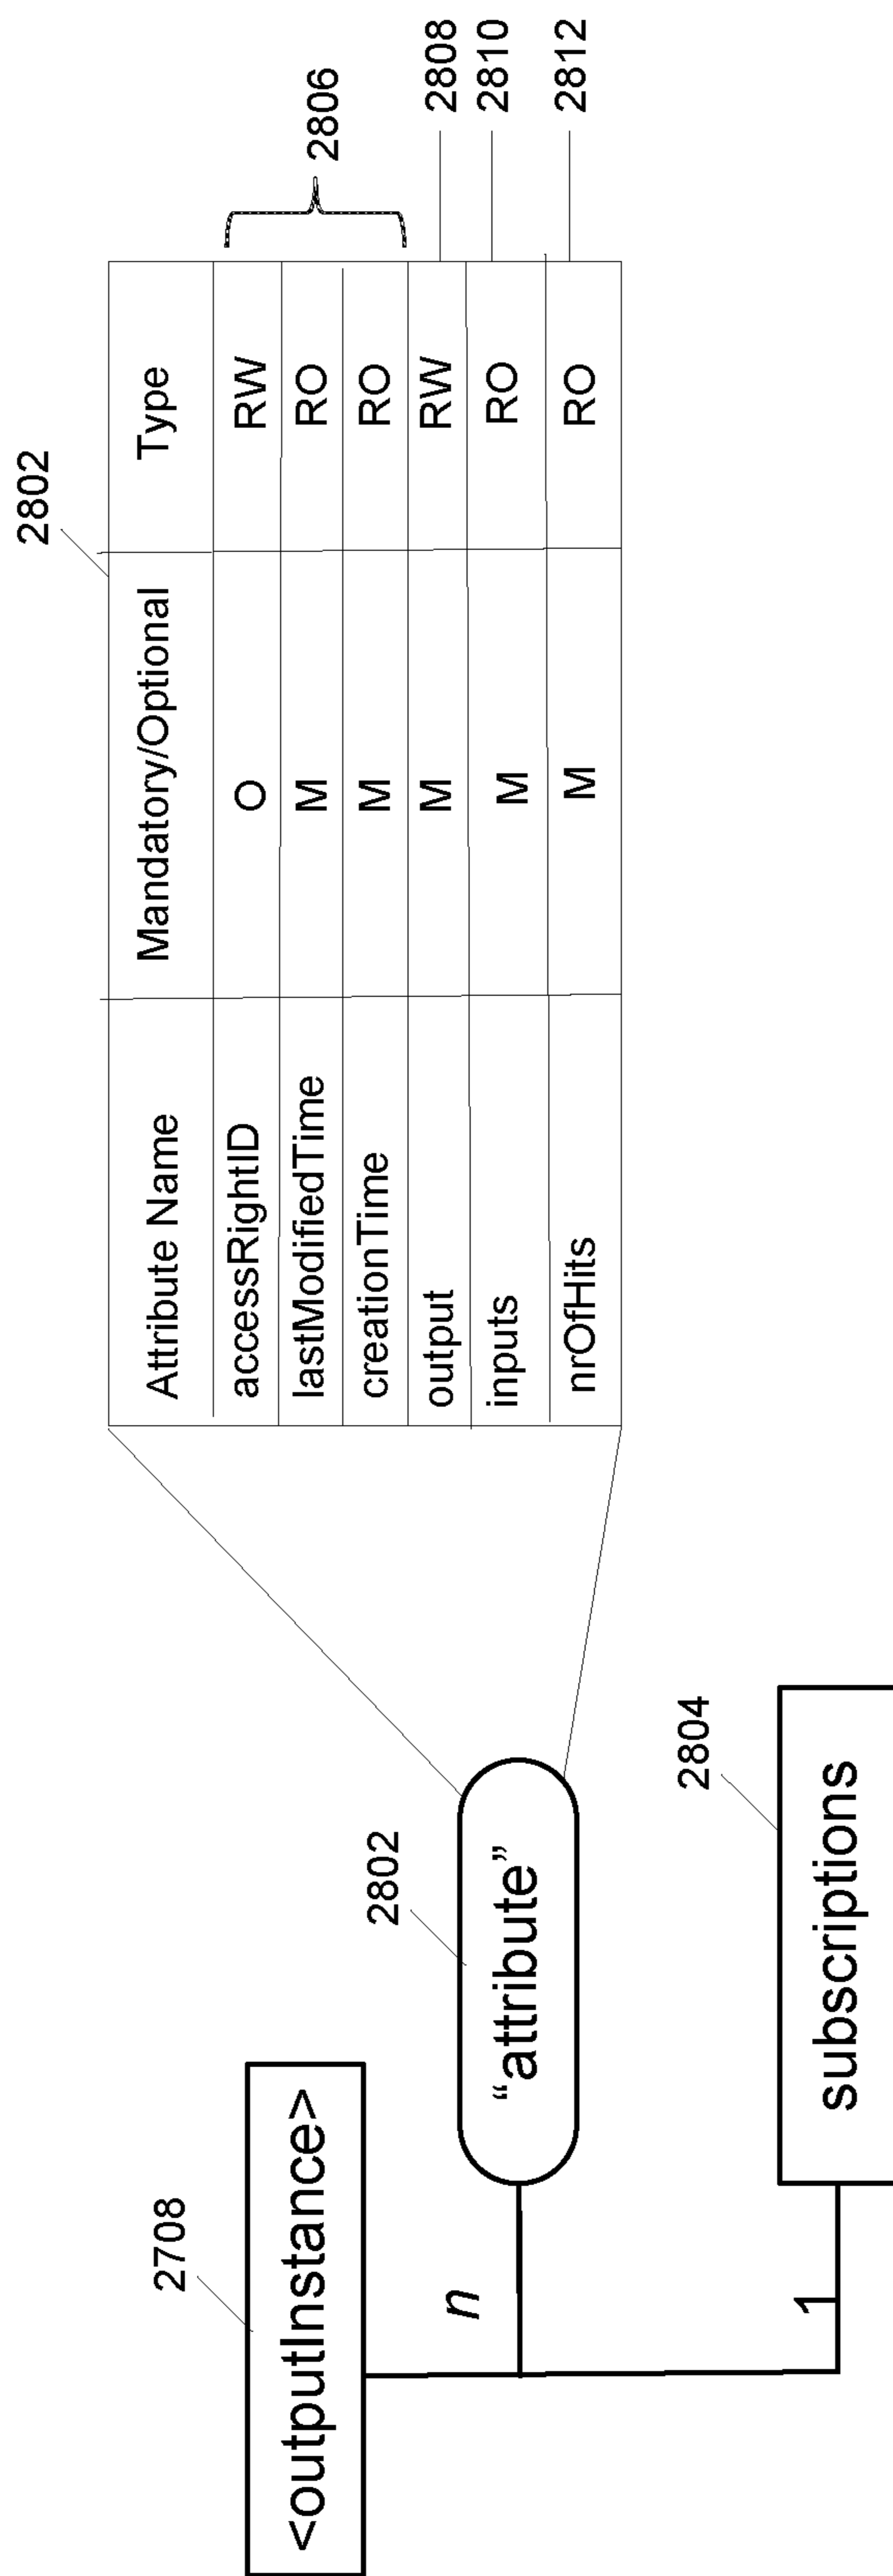 2802
Attribute Name Mandatory/Optional Type
accessRightID O RW
lastModifiedTime M RO
creationTime M RO
2806
output M RW 2808
inputs M RO 2810
nrOfHits M RO 2812
2708
<outputInstance>
n
2802
“attribute”
1
2804
subscriptions